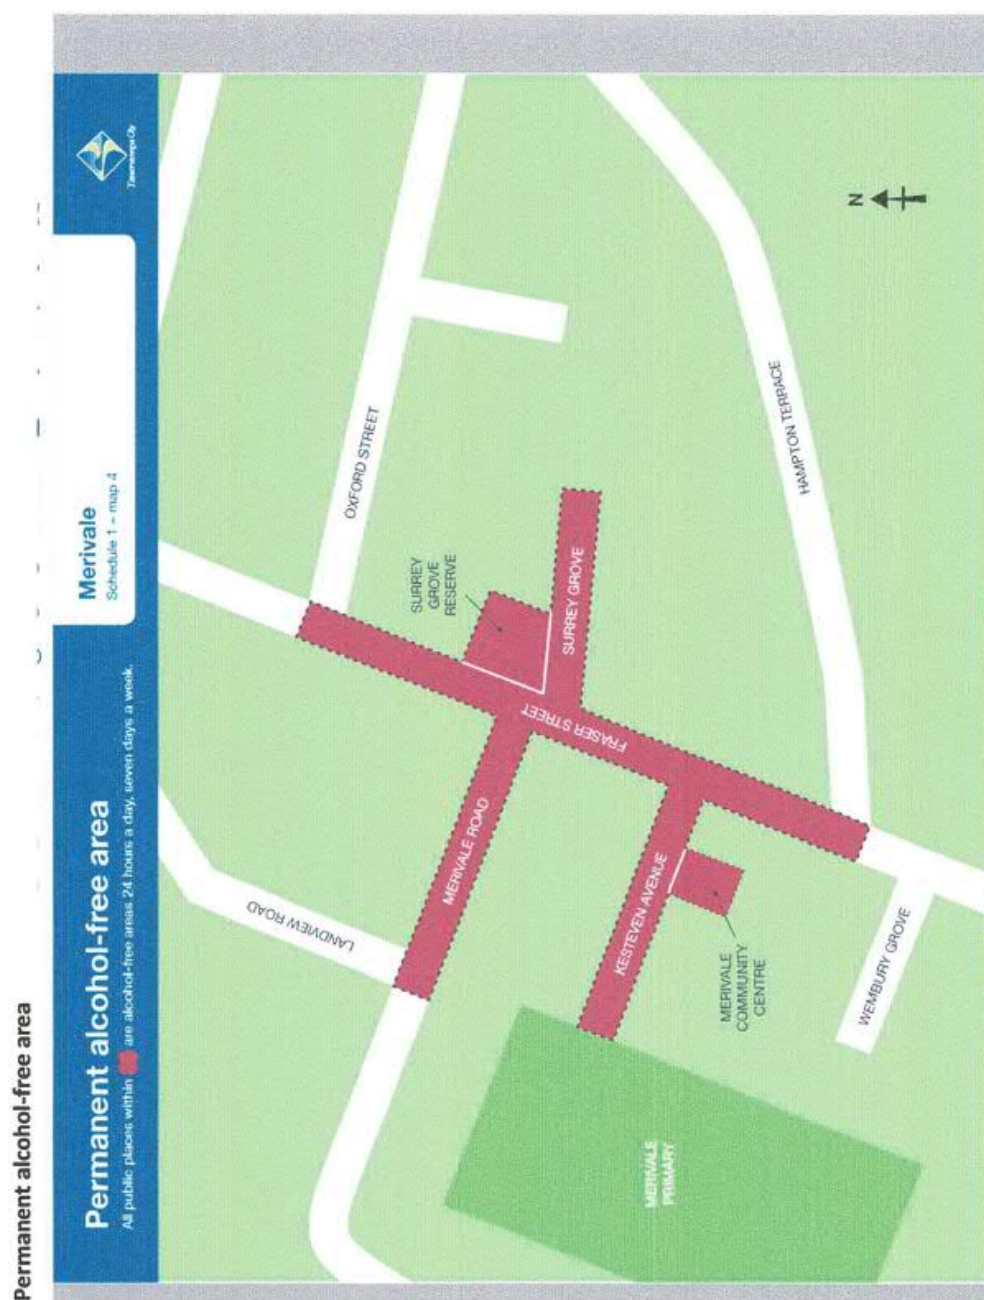 Permanent alcohol-free area
Permanent alcohol-free area
All public places within are alcohol-free areas 24 hours a day, seven days a week.
Merivale
Schedule 1 – map 4
Tauranga City
LANDVIEW ROAD
MERIVALE ROAD
OXFORD STREET
SURREY
GROVE
RESERVE
SURREY GROVE
FRASER STREET
KESTEVEN AVENUE
MERIVALE
COMMUNITY
CENTRE
MERIVALE
PRIMARY
WEMBURY GROVE
HAMPTON TERRACE
N